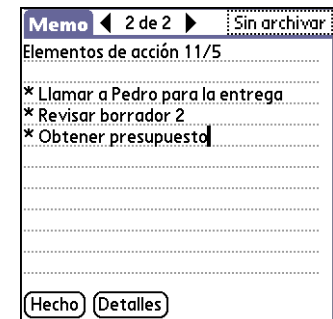 Memo 2 de 2 Sin archivar
Elementos de acción 11/5
* Llamar a Pedro para la entrega
* Revisar borrador 2
* Obtener presupuesto
Hecho Detalles